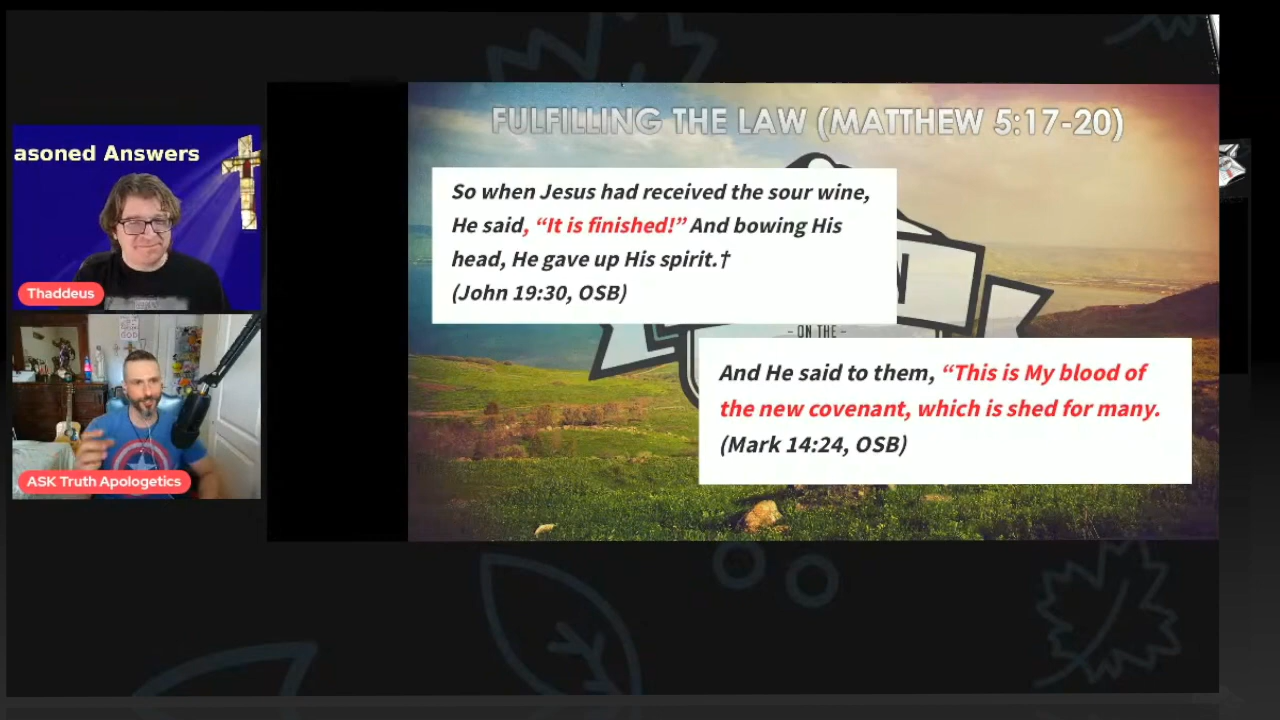 FULFILLING THE LAW (MATTHEW 5:17-20)
So when Jesus had received the sour wine,
He said, “It is finished!” And bowing His
head, He gave up His spirit.†
(John 19:30, OSB)
- ON THE -
And He said to them, “This is My blood of
the new covenant, which is shed for many.
(Mark 14:24, OSB)
asoned Answers
Thaddeus
GOD
ASK Truth Apologetics